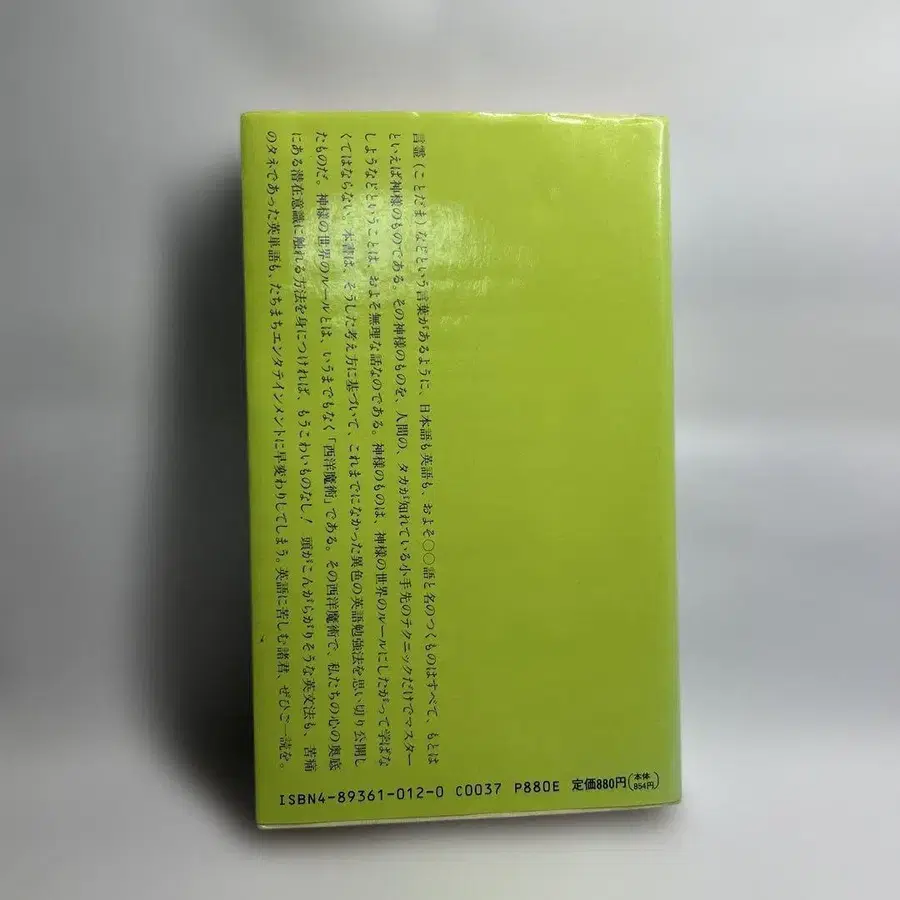 言霊(ことだま)などという言葉があるように、日本語も英語も、およそ○○語と名のつくものはすべて、もとは
といえば神様のものである。その神様のものを、人間の、タカが知れている小手先のテクニックだけでマスター
しようなどということは、およそ無理な話なのである。神様のものは、神様の世界のルールにしたがって学ばな
くてはならない。本書は、そうした考え方に基づいて、これまでになかった異色の英語勉強法を思い切り公開し
たものだ。神様の世界のルールとは、いうまでもなく「西洋魔術」である。その西洋魔術で、私たちの心の奥底
にある潜在意識に触れる方法を身につければ、もうこわいものなし! 頭がこんがらがりそうな英文法も、苦痛
のタネであった英単語も、たちまちエンタテインメントに早変わりしてしまう。英語に苦しむ諸君、ぜひご一読を。
ISBN4-89361-012-0 C0037 P880E 定価880円(本体854円)